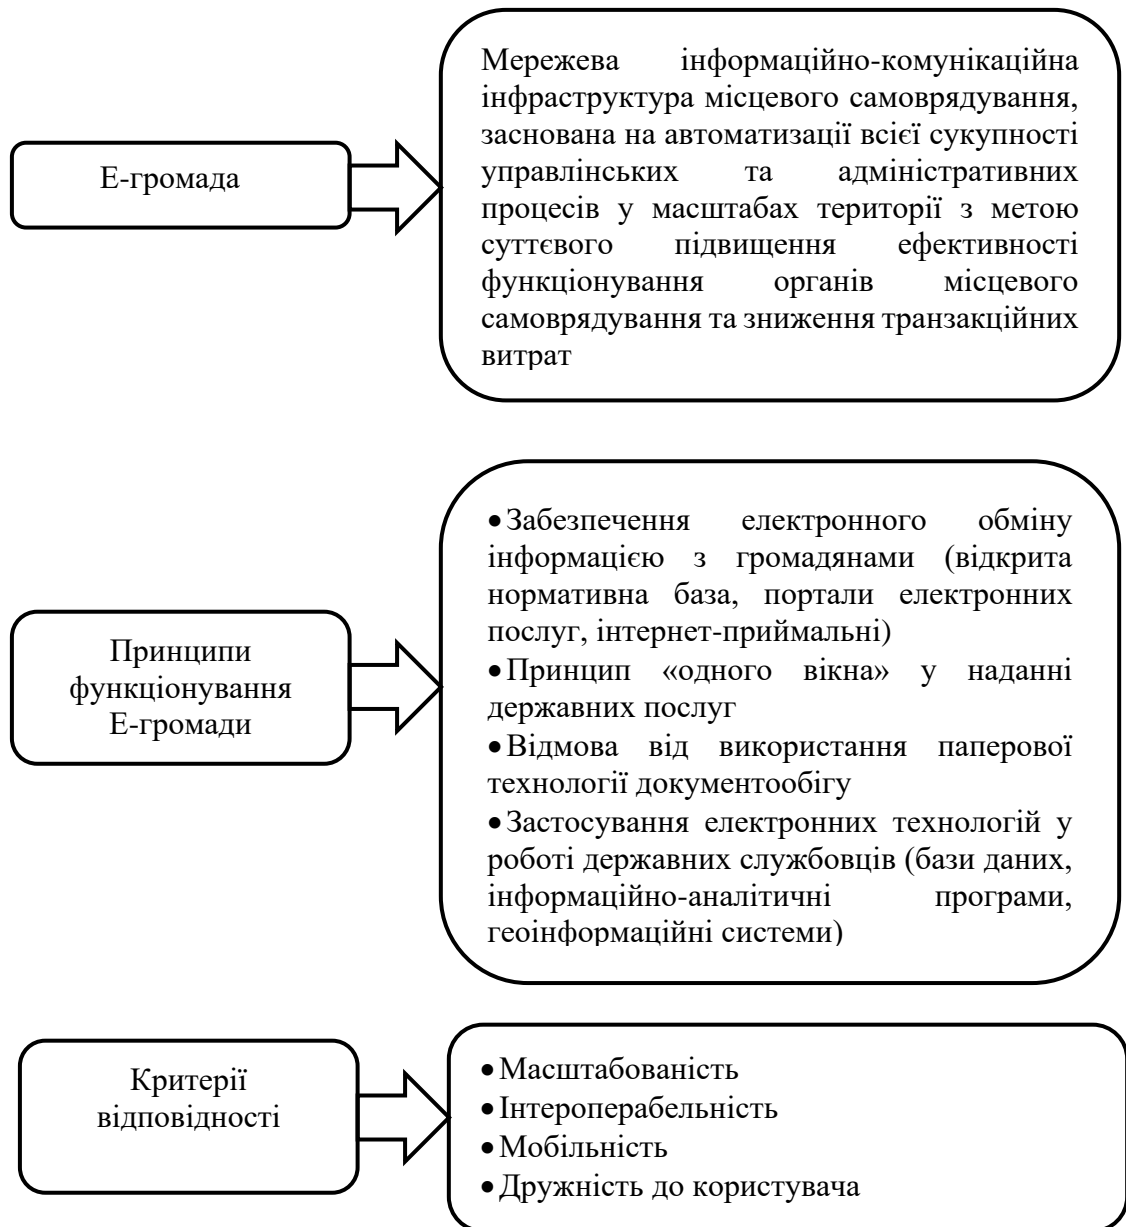 Е-громада
Мережева інформаційно-комунікаційна
інфраструктура місцевого самоврядування,
заснована на автоматизації всієї сукупності
управлінських та адміністративних
процесів у масштабах території з метою
суттєвого підвищення ефективності
функціонування органів місцевого
самоврядування та зниження транзакційних
витрат
Принципи
функціонування
Е-громади
•Забезпечення електронного обміну
інформацією з громадянами (відкрита
нормативна база, портали електронних
послуг, інтернет-приймальні)
•Принцип «одного вікна» у наданні
державних послуг
•Відмова від використання паперової
технології документообігу
•Застосування електронних технологій у
роботі державних службовців (бази даних,
інформаційно-аналітичні програми,
геоінформаційні системи)
Критерії
відповідності
•Масштабованість
•Інтероперабельність
•Мобільність
•Дружність до користувача